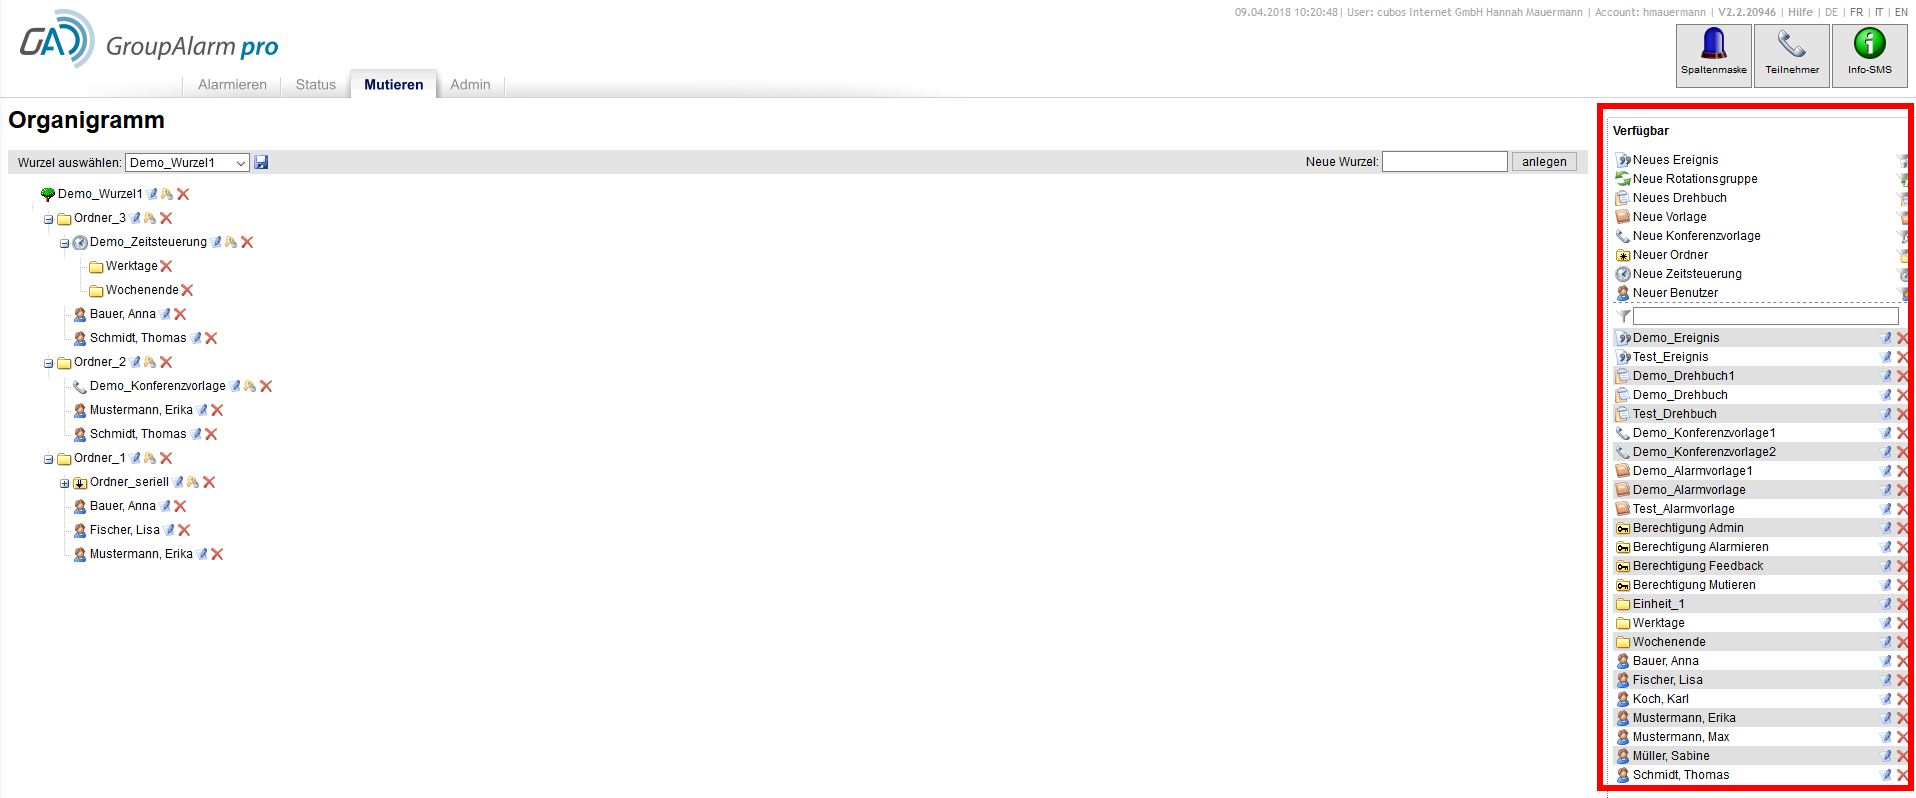 09.04.2018 10:20:48| User: cubos Internet GmbH Hannah Mauermann | Account: hmauermann | V2.2.20946 | Hilfe | DE | FR | IT | EN
GroupAlarm pro
Spaltenmaske Teilnehmer Info-SMS
Alarmieren Status Mutieren Admin
Organigramm
Wurzel auswählen: Demo_Wurzel1 Neue Wurzel: anlegen
Demo_Wurzel1
Ordner_3
Demo_Zeitsteuerung
Werktage
Wochenende
Bauer, Anna
Schmidt, Thomas
Ordner_2
Demo_Konferenzvorlage
Mustermann, Erika
Schmidt, Thomas
Ordner_1
Ordner_seriell
Bauer, Anna
Fischer, Lisa
Mustermann, Erika
Verfügbar
Neues Ereignis
Neue Rotationsgruppe
Neues Drehbuch
Neue Vorlage
Neue Konferenzvorlage
Neuer Ordner
Neue Zeitsteuerung
Neuer Benutzer
Demo_Ereignis
Test_Ereignis
Demo_Drehbuch1
Demo_Drehbuch
Test_Drehbuch
Demo_Konferenzvorlage1
Demo_Konferenzvorlage2
Demo_Alarmvorlage1
Demo_Alarmvorlage
Test_Alarmvorlage
Berechtigung Admin
Berechtigung Alarmieren
Berechtigung Feedback
Berechtigung Mutieren
Einheit_1
Werktage
Wochenende
Bauer, Anna
Fischer, Lisa
Koch, Karl
Mustermann, Erika
Mustermann, Max
Müller, Sabine
Schmidt, Thomas